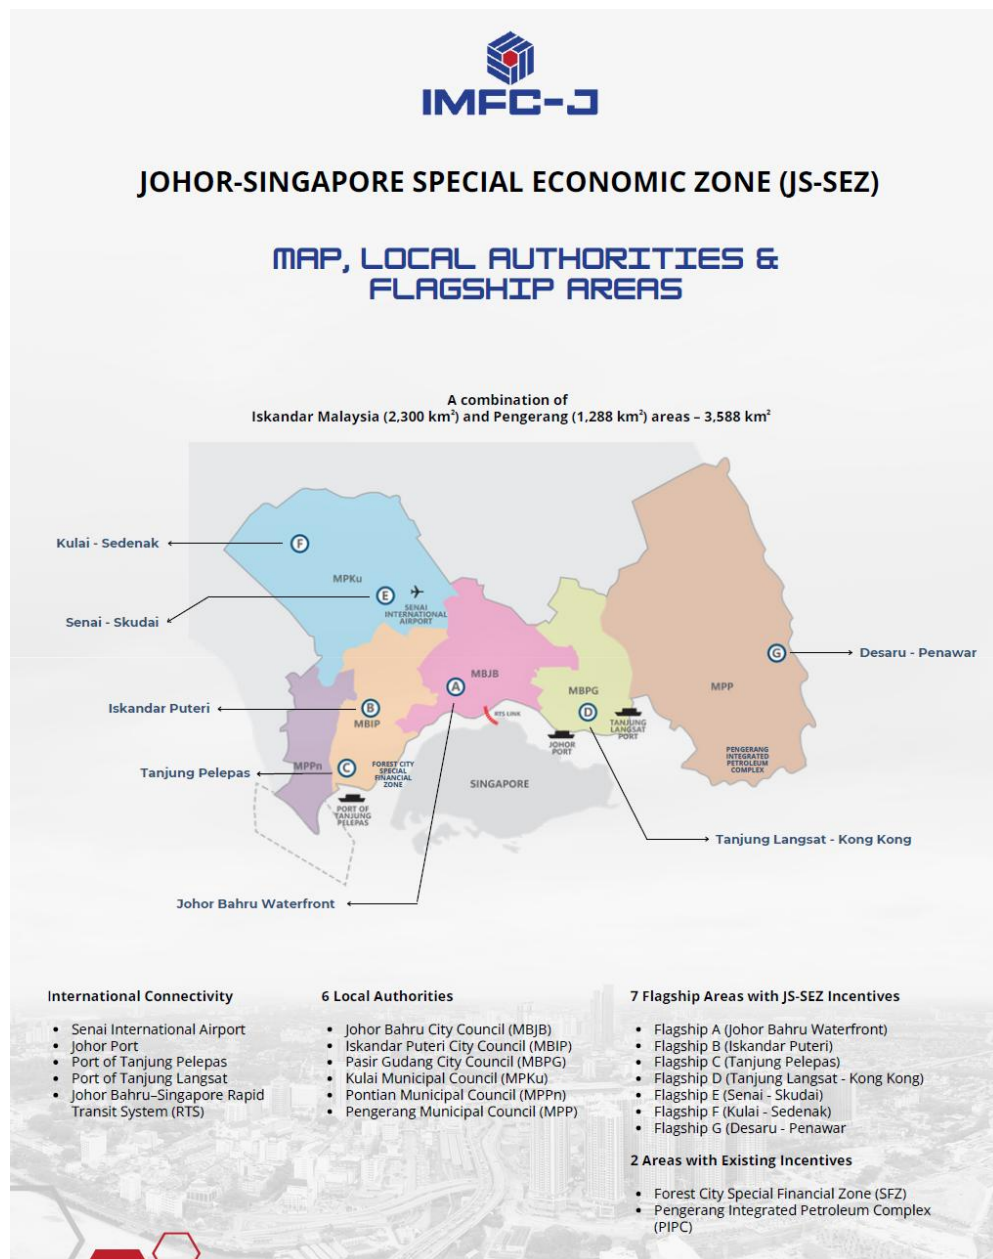 IMFC-J
JOHOR-SINGAPORE SPECIAL ECONOMIC ZONE (JS-SEZ)
MAP, LOCAL AUTHORITIES &
FLAGSHIP AREAS
A combination of
Iskandar Malaysia (2,300 km²) and Pengerang (1,288 km²) areas – 3,588 km²
Kulai - Sedenak
F
MPKu
E
SENAI
INTERNATIONAL
AIRPORT
Senai - Skudai
G
Desaru - Penawar
MBJB
A
MBPG
MPP
Iskandar Puteri
B
MBIP
RTS LINK
D
TANJUNG
LANGSAT
PORT
JOHOR
PORT
PENGERANG
INTEGRATED
PETROLEUM
COMPLEX
Tanjung Pelepas
MPPn
C
FOREST CITY
SPECIAL
FINANCIAL
ZONE
SINGAPORE
PORT OF
TANJUNG
PELEPAS
Tanjung Langsat - Kong Kong
Johor Bahru Waterfront
International Connectivity
• Senai International Airport
• Johor Port
• Port of Tanjung Pelepas
• Port of Tanjung Langsat
• Johor Bahru–Singapore Rapid
Transit System (RTS)
6 Local Authorities
• Johor Bahru City Council (MBJB)
• Iskandar Puteri City Council (MBIP)
• Pasir Gudang City Council (MBPG)
• Kulai Municipal Council (MPKu)
• Pontian Municipal Council (MPPn)
• Pengerang Municipal Council (MPP)
7 Flagship Areas with JS-SEZ Incentives
• Flagship A (Johor Bahru Waterfront)
• Flagship B (Iskandar Puteri)
• Flagship C (Tanjung Pelepas)
• Flagship D (Tanjung Langsat - Kong Kong)
• Flagship E (Senai - Skudai)
• Flagship F (Kulai - Sedenak)
• Flagship G (Desaru - Penawar
2 Areas with Existing Incentives
• Forest City Special Financial Zone (SFZ)
• Pengerang Integrated Petroleum Complex
(PIPC)